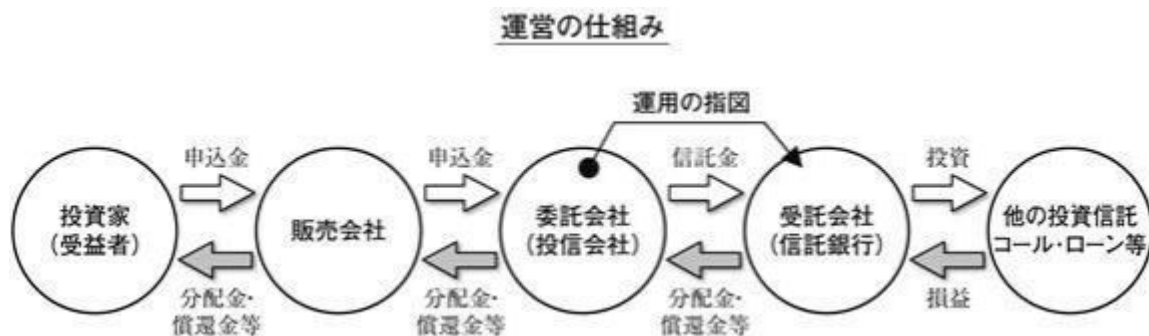 運営の仕組み
運用の指図
申込金
申込金
信託金
投資
投資家
（受益者）
販売会社
委託会社
（投信会社）
受託会社
（信託銀行）
他の投資信託
コール・ローン等
分配金・
償還金等
分配金・
償還金等
分配金・
償還金等
損益